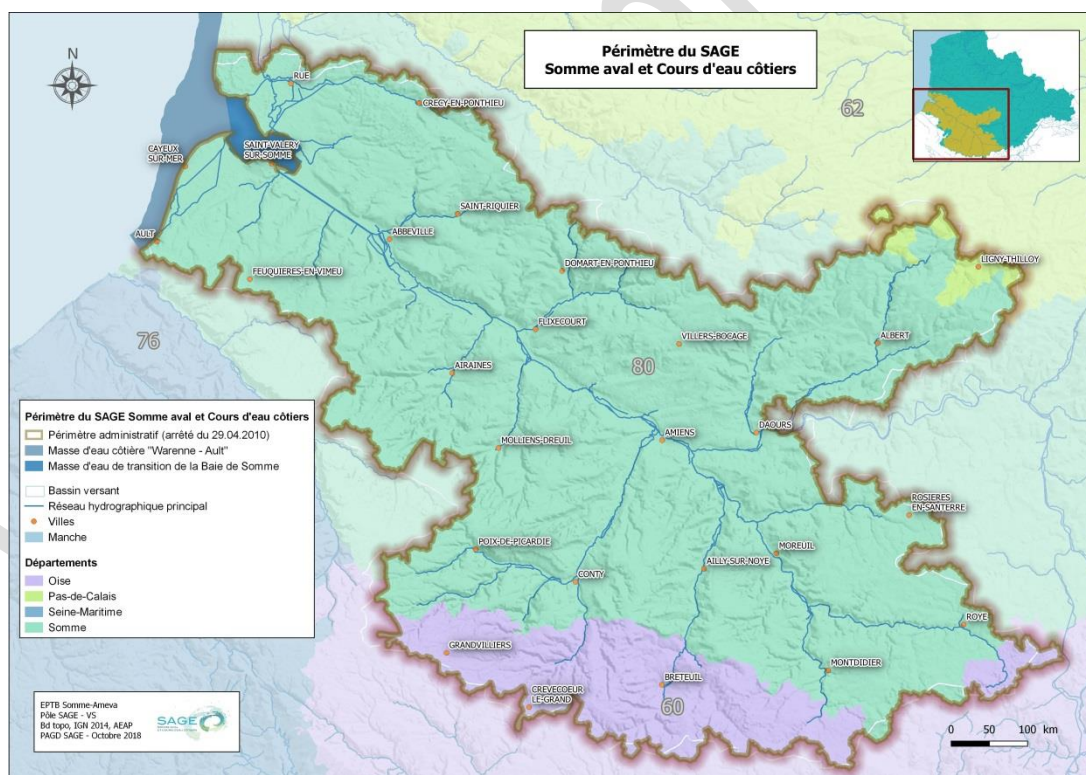 Périmètre du SAGE
Somme aval et Cours d'eau côtiers
N
62
RUE
CRECY-EN-PONTHIEU
CAYEUX
SUR-MER
SAINT-VALERY
SUR-SOMME
SAINT-RIQUIER
ABBEVILLE
AULT
FEUQUIERES-EN-VIMEU
DOMART-EN-PONTHIEU
LIGNY-THILLOY
FLIXECOURT
VILLERS-BOCAGE
ALBERT
76
80
AIRAINES
AMIENS
DAOURS
MOLLIENS-DREUIL
ROSIERES
EN-SANTERRE
POIX-DE-PICARDIE
MOREUIL
AILLY-SUR-NOYE
CONTY
ROYE
GRANDVILLIERS
MONTDIDIER
BRETEUIL
CREVECOEUR
LE-GRAND
60
Périmètre du SAGE Somme aval et Cours d'eau côtiers
Périmètre administratif (arrêté du 29.04.2010)
Masse d'eau côtière "Warenne - Ault"
Masse d'eau de transition de la Baie de Somme
Bassin versant
Réseau hydrographique principal
Villes
Manche
Départements
Oise
Pas-de-Calais
Seine-Maritime
Somme
EPTB Somme-Ameva
Pôle SAGE - VS
Bd topo, IGN 2014, AEAP
PAGD SAGE - Octobre 2018
SAGE
0 50 100 km